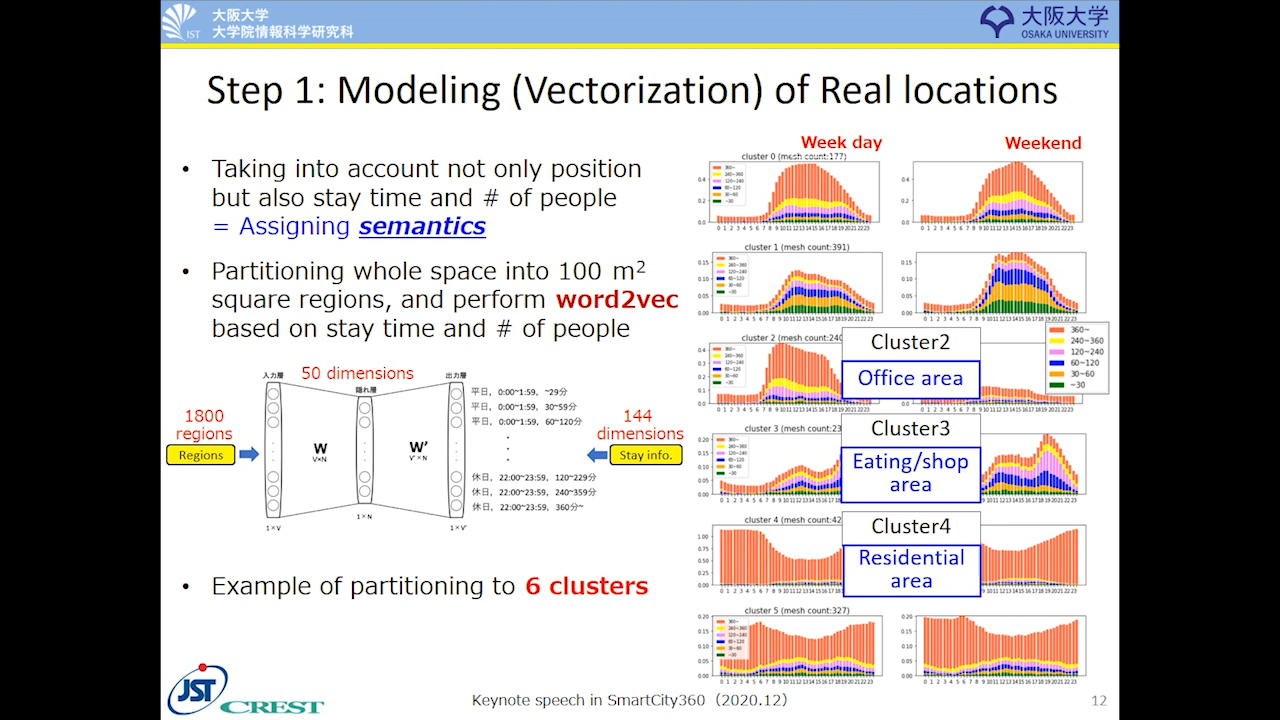 大阪大学
大学院情報科学研究科
IST
大阪大学
OSAKA UNIVERSITY
Step 1: Modeling (Vectorization) of Real locations
• Taking into account not only position
but also stay time and # of people
= Assigning semantics
• Partitioning whole space into 100 m2
square regions, and perform word2vec
based on stay time and # of people
50 dimensions
入力層
隠れ層
出力層
1800
regions
Regions
W
V×N
W'
V'×N
1×V
1×N
1×V'
平日，0:00~1:59，~29分
平日，0:00~1:59，30~59分
平日，0:00~1:59，60~120分
休日，22:00~23:59，120~229分
休日，22:00~23:59，240~359分
休日，22:00~23:59，360分~
144
dimensions
Stay info.
• Example of partitioning to 6 clusters
Week day
Weekend
cluster 0 (mesh count:177)
cluster 1 (mesh count:391)
cluster 2 (mesh count:240
Cluster2
Office area
360~
240~360
120~240
60~120
30~60
~30
cluster 3 (mesh count:23
Cluster3
Eating/shop
area
cluster 4 (mesh count:42
Cluster4
Residential
area
cluster 5 (mesh count:327)
JST
CREST
Keynote speech in SmartCity360（2020.12）
12